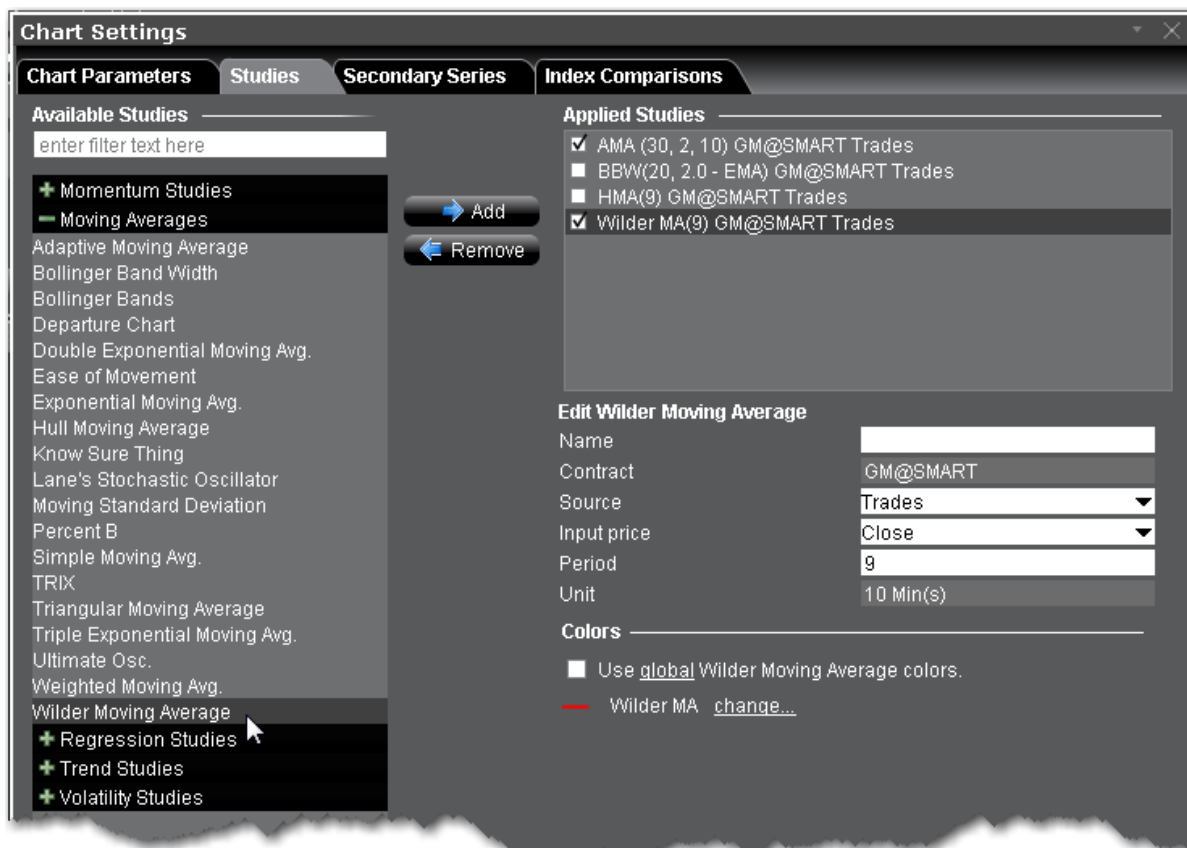 Chart Settings
Chart Parameters Studies Secondary Series Index Comparisons
Available Studies
enter filter text here
Momentum Studies
Moving Averages
Adaptive Moving Average
Bollinger Band Width
Bollinger Bands
Departure Chart
Double Exponential Moving Avg.
Ease of Movement
Exponential Moving Avg.
Hull Moving Average
Know Sure Thing
Lane's Stochastic Oscillator
Moving Standard Deviation
Percent B
Simple Moving Avg.
TRIX
Triangular Moving Average
Triple Exponential Moving Avg.
Ultimate Osc.
Weighted Moving Avg.
Wilder Moving Average
Regression Studies
Trend Studies
Volatility Studies
Add
Remove
Applied Studies
AMA (30, 2, 10) GM@SMART Trades
BBW(20, 2.0 - EMA) GM@SMART Trades
HMA(9) GM@SMART Trades
Wilder MA(9) GM@SMART Trades
Edit Wilder Moving Average
Name
Contract GM@SMART
Source Trades
Input price Close
Period 9
Unit 10 Min(s)
Colors
Use global Wilder Moving Average colors.
Wilder MA change...